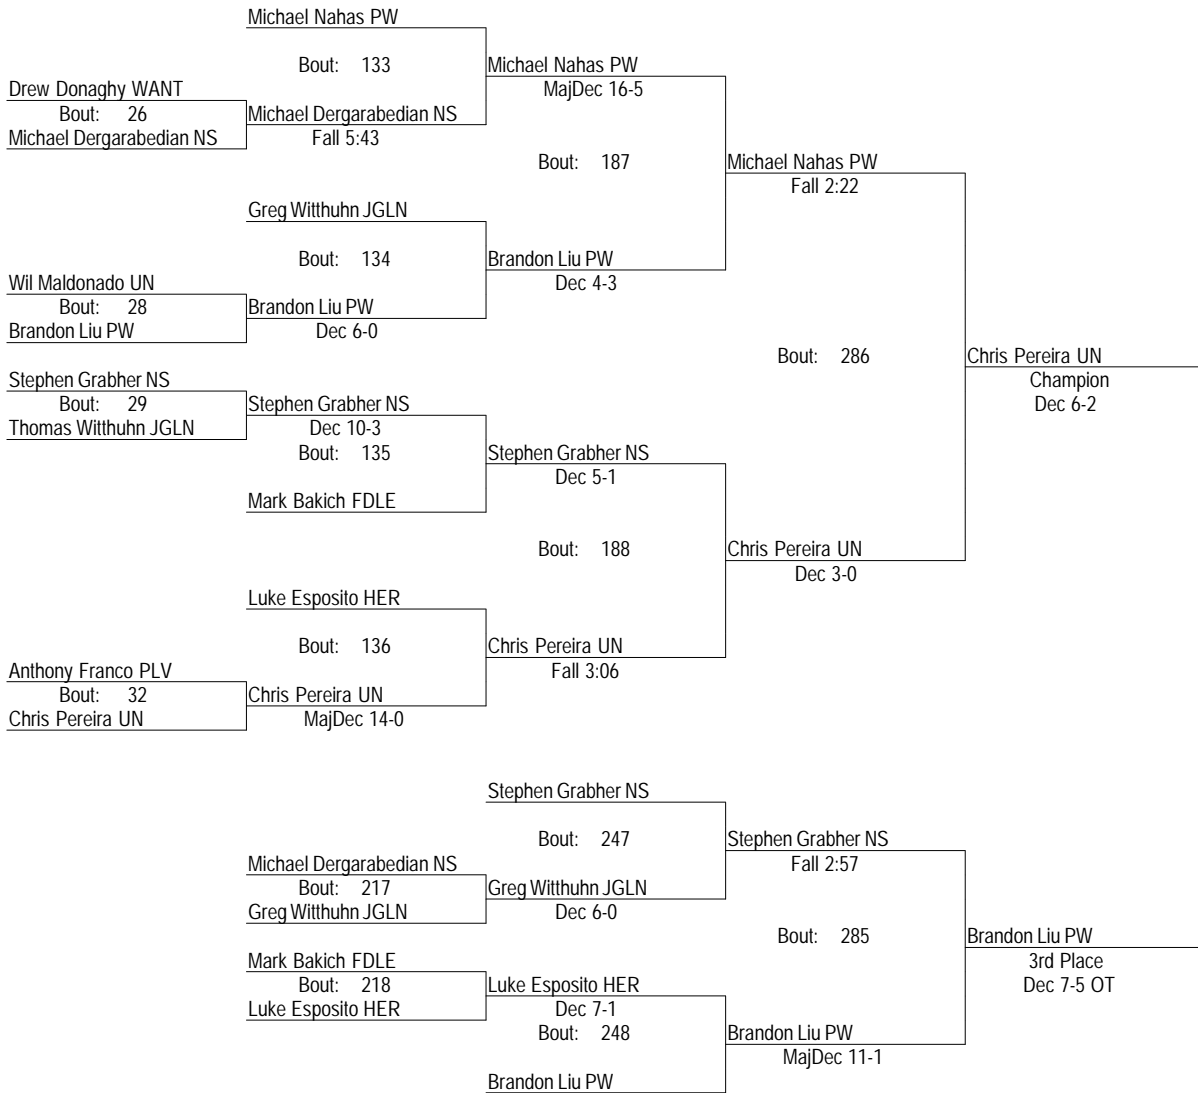 Michael Nahas PW
Bout: 133
Michael Nahas PW
MajDec 16-5
Drew Donaghy WANT
Bout: 26
Michael Dergarabedian NS
Michael Dergarabedian NS
Fall 5:43
Bout: 187
Michael Nahas PW
Fall 2:22
Greg Witthuhn JGLN
Bout: 134
Brandon Liu PW
Dec 4-3
Wil Maldonado UN
Bout: 28
Brandon Liu PW
Brandon Liu PW
Dec 6-0
Bout: 286
Chris Pereira UN
Champion
Dec 6-2
Stephen Grabher NS
Bout: 29
Thomas Witthuhn JGLN
Stephen Grabher NS
Dec 10-3
Bout: 135
Stephen Grabher NS
Dec 5-1
Mark Bakich FDLE
Bout: 188
Chris Pereira UN
Dec 3-0
Luke Esposito HER
Bout: 136
Chris Pereira UN
Fall 3:06
Anthony Franco PLV
Bout: 32
Chris Pereira UN
Chris Pereira UN
MajDec 14-0
Stephen Grabher NS
Bout: 247
Stephen Grabher NS
Fall 2:57
Michael Dergarabedian NS
Bout: 217
Greg Witthuhn JGLN
Greg Witthuhn JGLN
Dec 6-0
Bout: 285
Brandon Liu PW
3rd Place
Dec 7-5 OT
Mark Bakich FDLE
Bout: 218
Luke Esposito HER
Luke Esposito HER
Dec 7-1
Bout: 248
Brandon Liu PW
MajDec 11-1
Brandon Liu PW